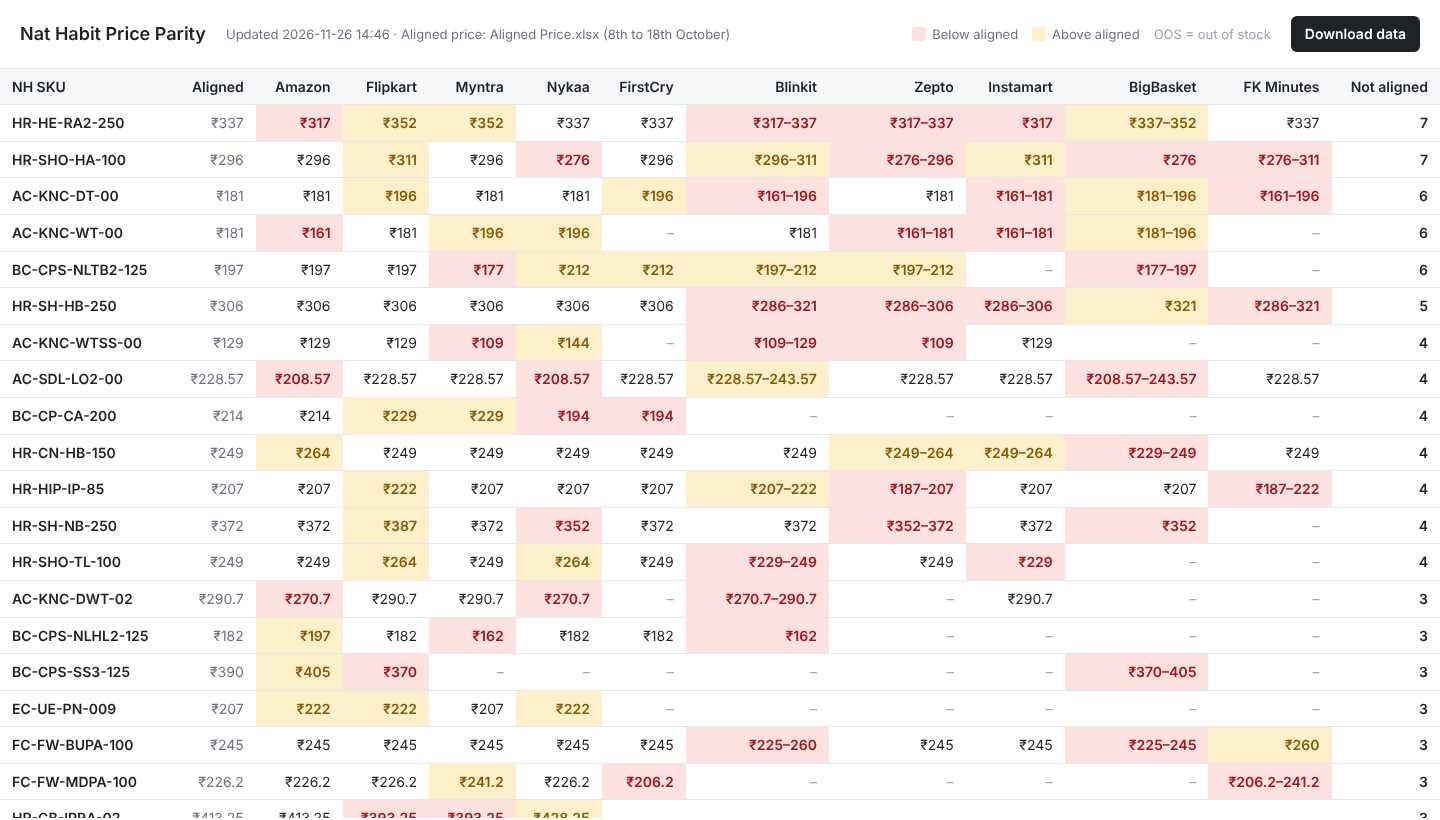 Nat Habit Price Parity Updated 2026-11-26 14:46 · Aligned price: Aligned Price.xlsx (8th to 18th October) Below aligned Above aligned OOS = out of stock Download data
NH SKU Aligned Amazon Flipkart Myntra Nykaa FirstCry Blinkit Zepto Instamart BigBasket FK Minutes Not aligned
HR-HE-RA2-250 ₹337 ₹317 ₹352 ₹352 ₹337 ₹337 ₹317–337 ₹317–337 ₹317 ₹337–352 ₹337 7
HR-SHO-HA-100 ₹296 ₹296 ₹311 ₹296 ₹276 ₹296 ₹296–311 ₹276–296 ₹311 ₹276 ₹276–311 7
AC-KNC-DT-00 ₹181 ₹181 ₹196 ₹181 ₹181 ₹196 ₹161–196 ₹181 ₹161–181 ₹181–196 ₹161–196 6
AC-KNC-WT-00 ₹181 ₹161 ₹181 ₹196 ₹196 – ₹181 ₹161–181 ₹161–181 ₹181–196 – 6
BC-CPS-NLTB2-125 ₹197 ₹197 ₹197 ₹177 ₹212 ₹212 ₹197–212 ₹197–212 – ₹177–197 – 6
HR-SH-HB-250 ₹306 ₹306 ₹306 ₹306 ₹306 ₹306 ₹286–321 ₹286–306 ₹286–306 ₹321 ₹286–321 5
AC-KNC-WTSS-00 ₹129 ₹129 ₹129 ₹109 ₹144 – ₹109–129 ₹109 ₹129 – – 4
AC-SDL-LO2-00 ₹228.57 ₹208.57 ₹228.57 ₹228.57 ₹208.57 ₹228.57 ₹228.57–243.57 ₹228.57 ₹228.57 ₹208.57–243.57 ₹228.57 4
BC-CP-CA-200 ₹214 ₹214 ₹229 ₹229 ₹194 ₹194 – – – – – 4
HR-CN-HB-150 ₹249 ₹264 ₹249 ₹249 ₹249 ₹249 ₹249 ₹249–264 ₹249–264 ₹229–249 ₹249 4
HR-HIP-IP-85 ₹207 ₹207 ₹222 ₹207 ₹207 ₹207 ₹207–222 ₹187–207 ₹207 ₹207 ₹187–222 4
HR-SH-NB-250 ₹372 ₹372 ₹387 ₹372 ₹352 ₹372 ₹372 ₹352–372 ₹372 ₹352 – 4
HR-SHO-TL-100 ₹249 ₹249 ₹264 ₹249 ₹264 ₹249 ₹229–249 ₹249 ₹229 – – 4
AC-KNC-DWT-02 ₹290.7 ₹270.7 ₹290.7 ₹290.7 ₹270.7 – ₹270.7–290.7 – ₹290.7 – – 3
BC-CPS-NLHL2-125 ₹182 ₹197 ₹182 ₹162 ₹182 ₹182 ₹162 – – – – 3
BC-CPS-SS3-125 ₹390 ₹405 ₹370 – – – – – – ₹370–405 – 3
EC-UE-PN-009 ₹207 ₹222 ₹222 ₹207 ₹222 – – – – – – 3
FC-FW-BUPA-100 ₹245 ₹245 ₹245 ₹245 ₹245 ₹245 ₹225–260 ₹245 ₹245 ₹225–245 ₹260 3
FC-FW-MDPA-100 ₹226.2 ₹226.2 ₹226.2 ₹241.2 ₹226.2 ₹206.2 – – – – ₹206.2–241.2 3
₹413.25 ₹413.25 ₹393.25 ₹393.25 ₹428.25